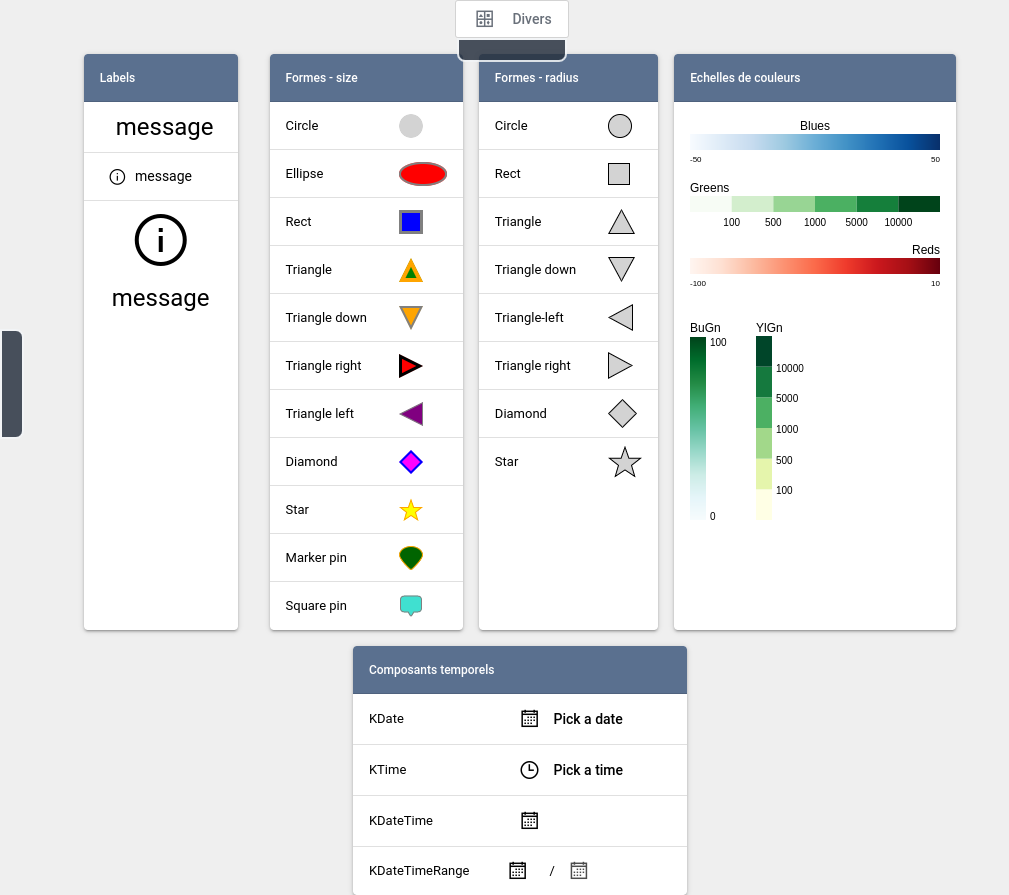 Divers
Labels
message
message
message
Formes - size
Circle
Ellipse
Rect
Triangle
Triangle down
Triangle right
Triangle left
Diamond
Star
Marker pin
Square pin
Formes - radius
Circle
Rect
Triangle
Triangle down
Triangle-left
Triangle right
Diamond
Star
Echelles de couleurs
Blues
-50 50
Greens
100 500 1000 5000 10000
Reds
-100 10
BuGn
100
0
YlGn
10000
5000
1000
500
100
Composants temporels
KDate Pick a date
KTime Pick a time
KDateTime
KDateTimeRange /